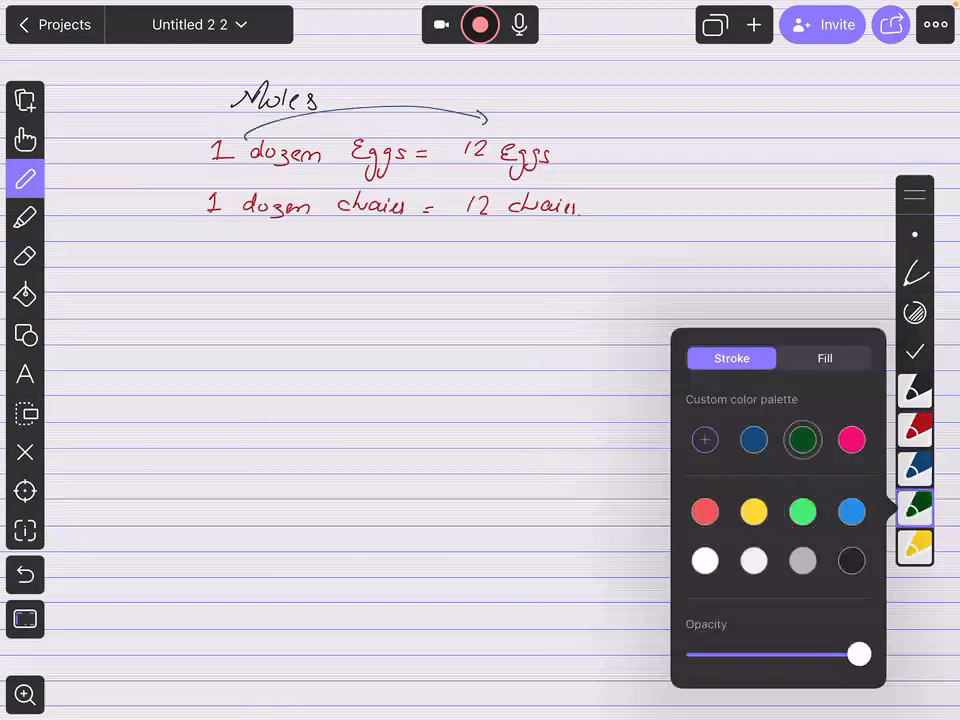 Projects
Untitled 2 2
Invite
Moles
1 dozen Eggs = 12 Eggs
1 dozen chairs = 12 chairs.
Stroke
Fill
Custom color palette
Opacity